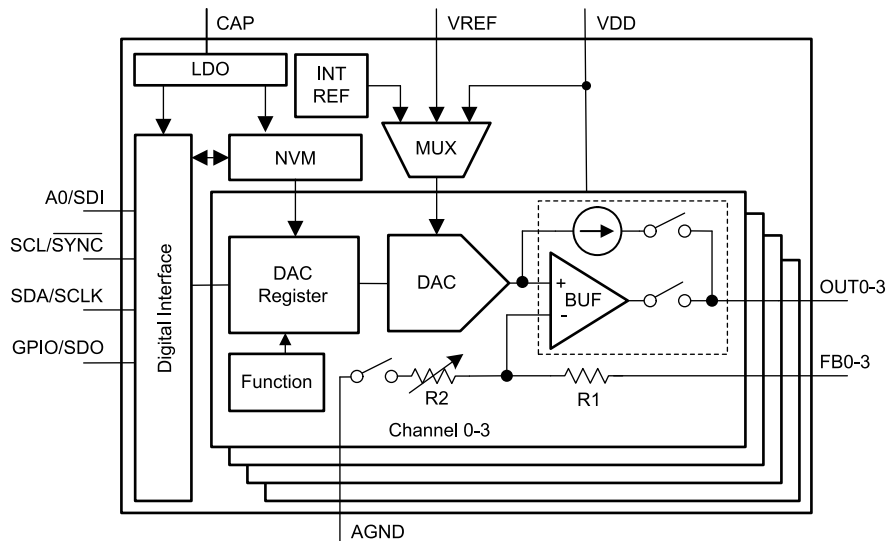 CAP
VREF
VDD
LDO
INT
REF
MUX
NVM
A0/SDI
SCL/SYNC
SDA/SCLK
GPIO/SDO
Digital Interface
DAC
Register
DAC
+
BUF
-
OUT0-3
Function
R2
R1
FB0-3
Channel 0-3
AGND